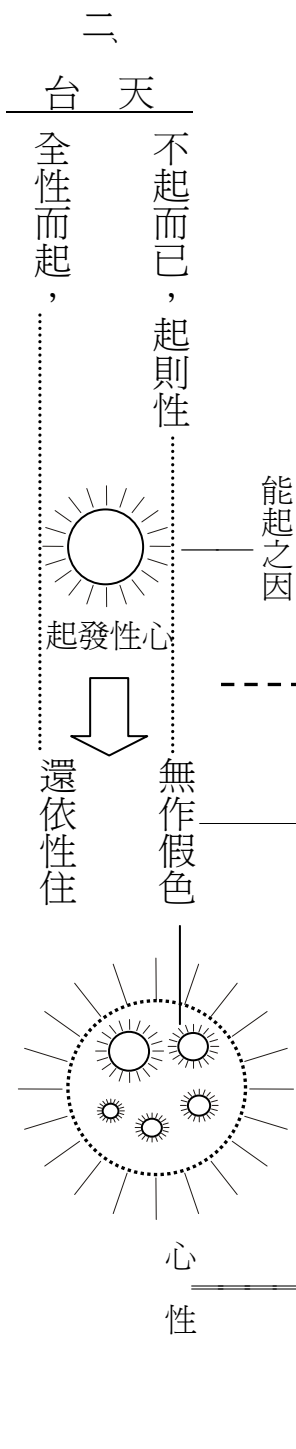 二、
天台
能起之因
不起而已，起則性
全性而起，
起發性心
無作假色
還依性住
心性